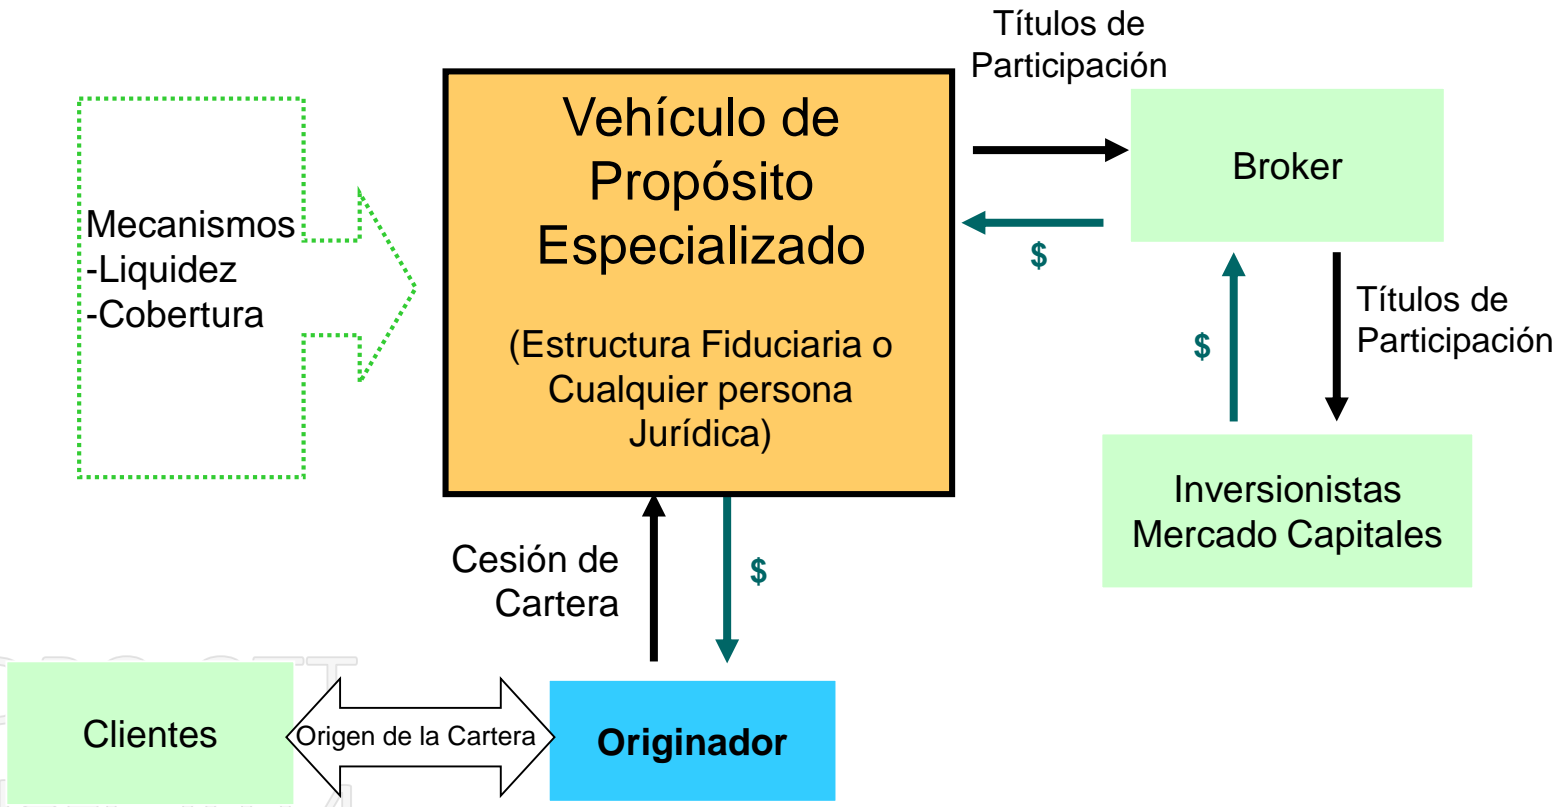 Títulos de
Participación
Vehículo de
Propósito
Especializado
(Estructura Fiduciaria o
Cualquier persona
Jurídica)
Broker
$
Mecanismos
-Liquidez
-Cobertura
Títulos de
Participación
$
Inversionistas
Mercado Capitales
Cesión de
Cartera
$
Clientes
Origen de la Cartera
Originador